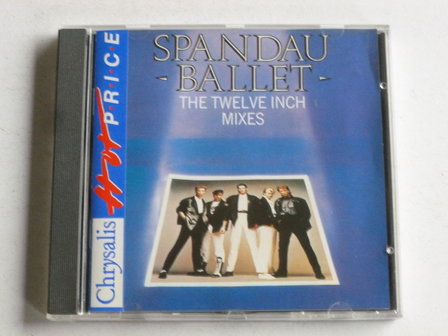 SPANDAU
- BALLET -
THE TWELVE INCH
MIXES
Chrysalis Hot PRICE